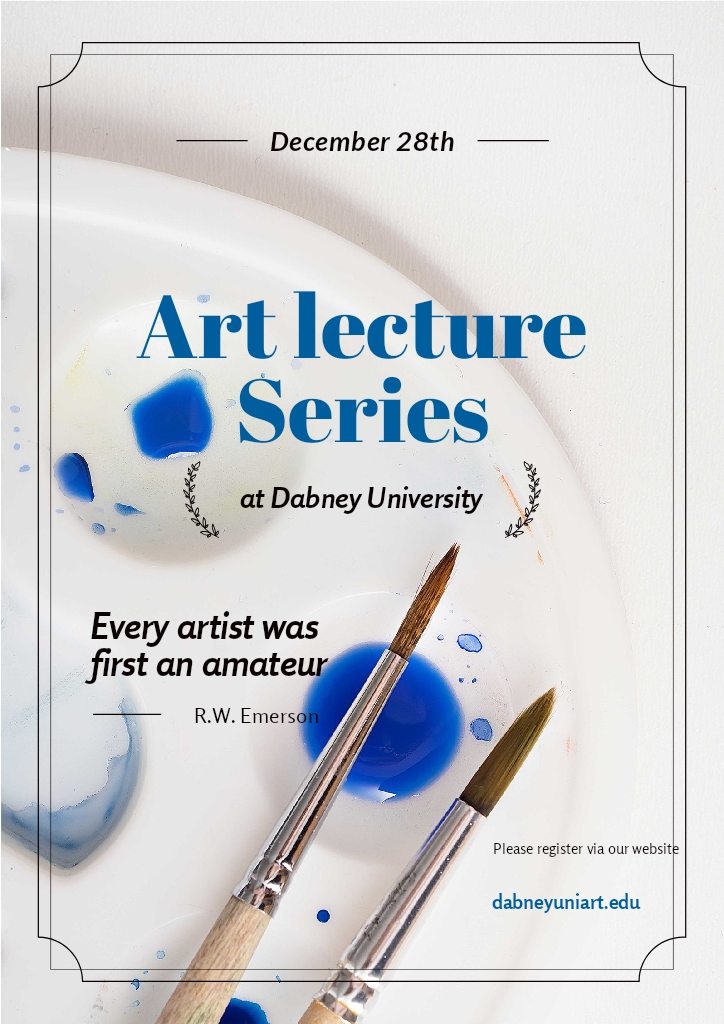 December 28th
Art lecture
Series
at Dabney University
Every artist was
first an amateur
R.W. Emerson
Please register via our website
dabneyuniart.edu